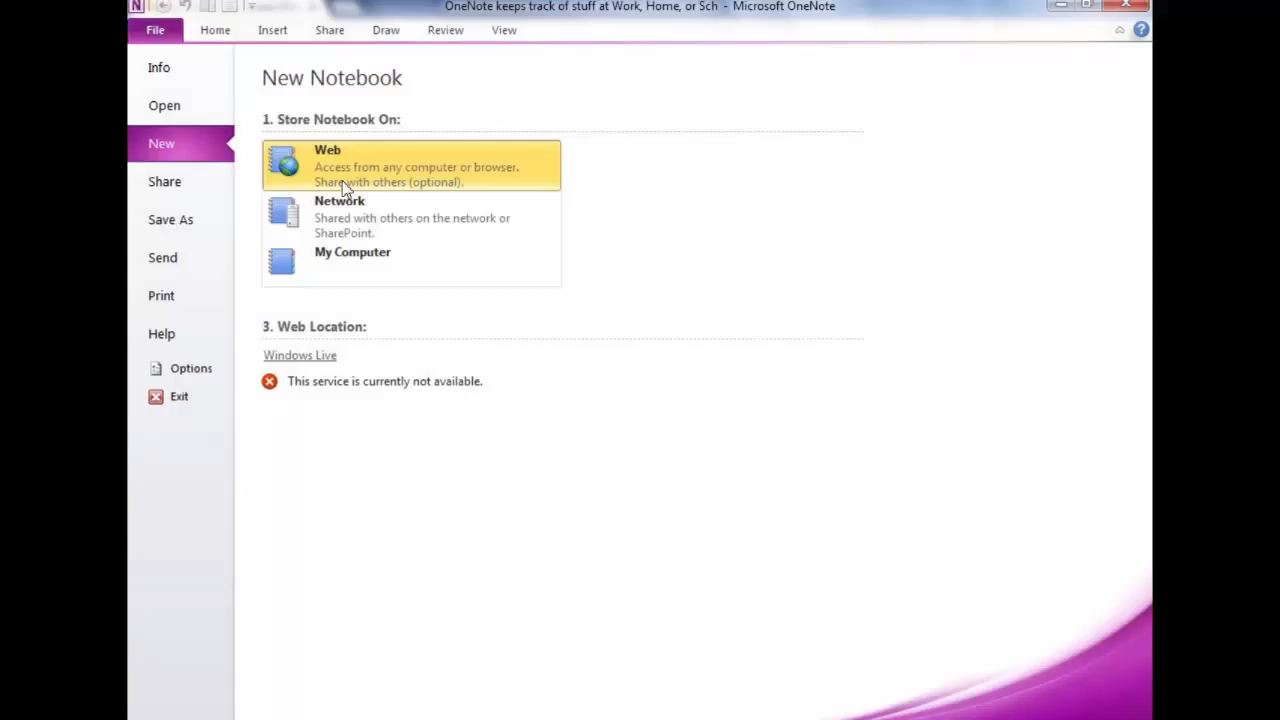 OneNote keeps track of stuff at Work, Home, or Sch - Microsoft OneNote
File Home Insert Share Draw Review View
Info
Open
New
Share
Save As
Send
Print
Help
Options
Exit
New Notebook
1. Store Notebook On:
Web
Access from any computer or browser.
Share with others (optional).
Network
Shared with others on the network or
SharePoint.
My Computer
3. Web Location:
Windows Live
This service is currently not available.